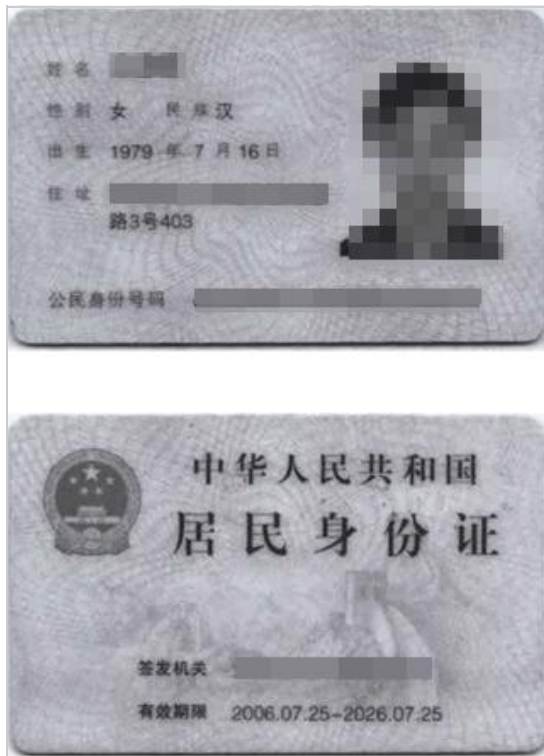 姓名
性别 女 民族 汉
出生 1979 年 7 月 16 日
住址
路3号403
公民身份号码
中华人民共和国
居民身份证
签发机关
有效期限 2006.07.25-2026.07.25